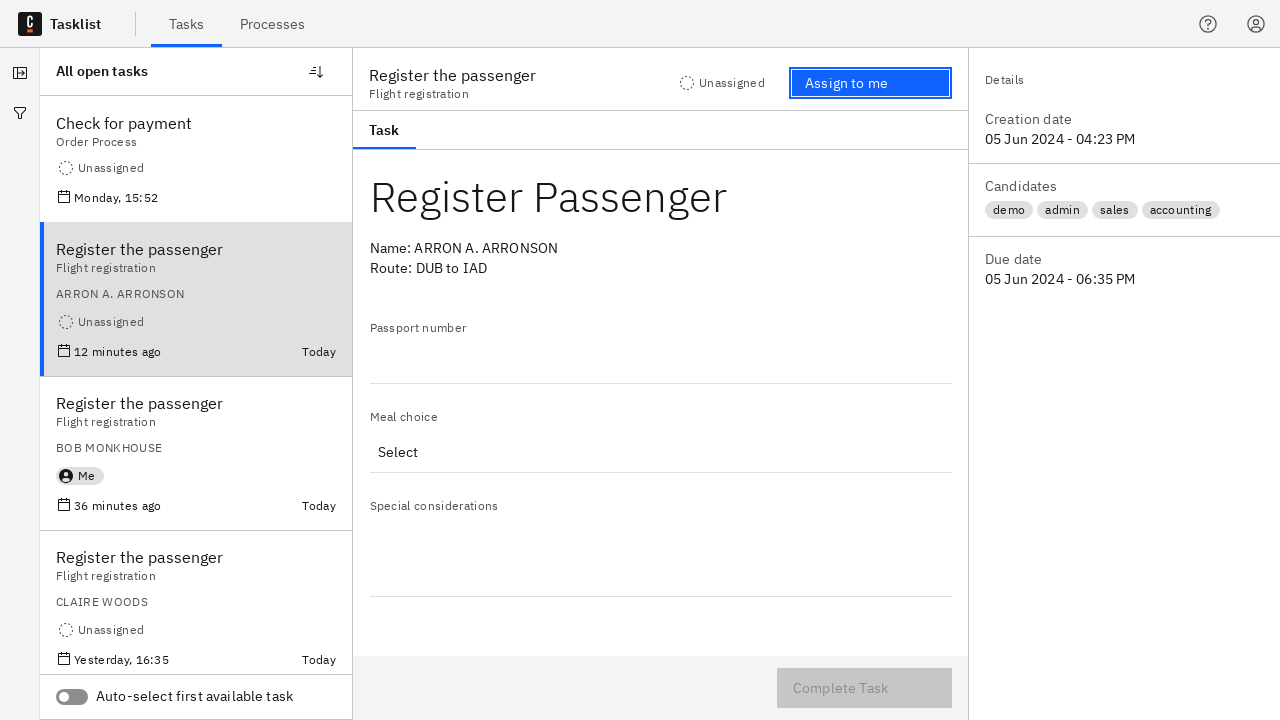 Tasklist
Tasks
Processes
All open tasks
Check for payment
Order Process
Unassigned
Monday, 15:52
Register the passenger
Flight registration
ARRON A. ARRONSON
Unassigned
12 minutes ago
Today
Register the passenger
Flight registration
BOB MONKHOUSE
Me
36 minutes ago
Today
Register the passenger
Flight registration
CLAIRE WOODS
Unassigned
Yesterday, 16:35
Today
Auto-select first available task
Register the passenger
Flight registration
Unassigned
Assign to me
Task
Register Passenger
Name: ARRON A. ARRONSON
Route: DUB to IAD
Passport number
Meal choice
Select
Special considerations
Complete Task
Details
Creation date
05 Jun 2024 - 04:23 PM
Candidates
demo admin sales accounting
Due date
05 Jun 2024 - 06:35 PM